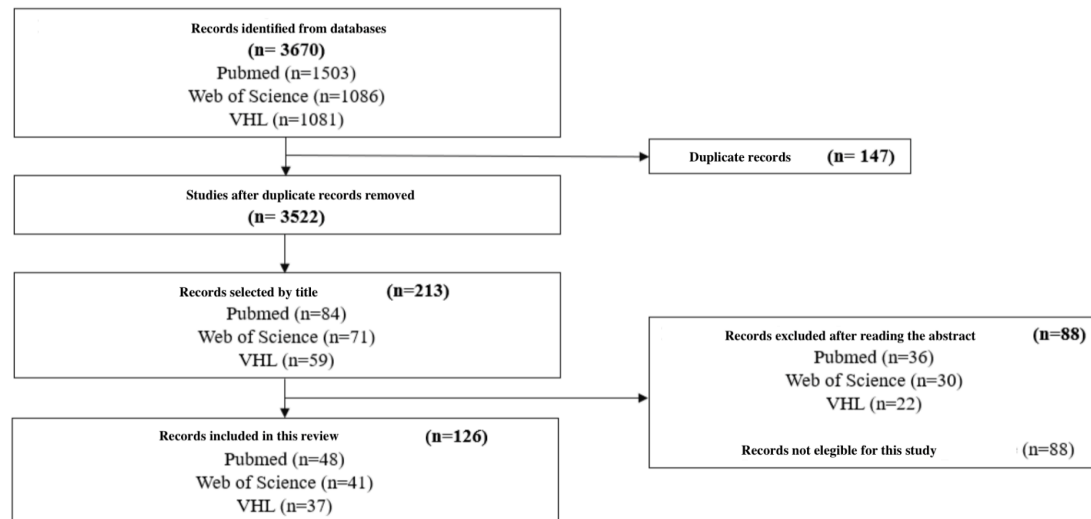 Records identified from databases
(n= 3670)
Pubmed (n=1503)
Web of Science (n=1086)
VHL (n=1081)
Duplicate records (n= 147)
Studies after duplicate records removed
(n= 3522)
Records selected by title (n=213)
Pubmed (n=84)
Web of Science (n=71)
VHL (n=59)
Records excluded after reading the abstract (n=88)
Pubmed (n=36)
Web of Science (n=30)
VHL (n=22)
Records not elegible for this study (n=88)
Records included in this review (n=126)
Pubmed (n=48)
Web of Science (n=41)
VHL (n=37)